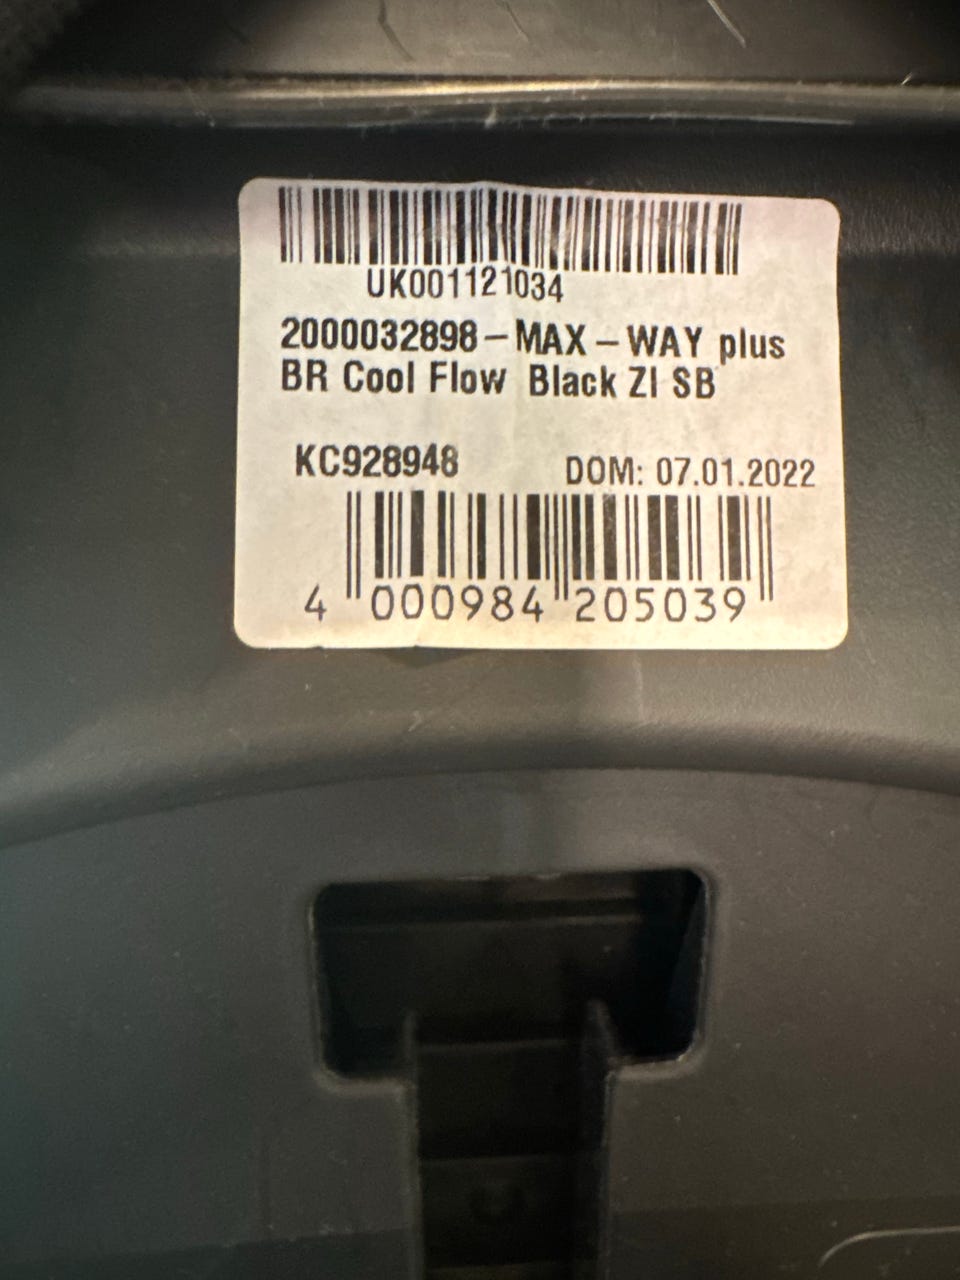 UK001121034
2000032898-MAX-WAY plus
BR Cool Flow Black ZI SB
KC928948 DOM: 07.01.2022
4 000984 205039